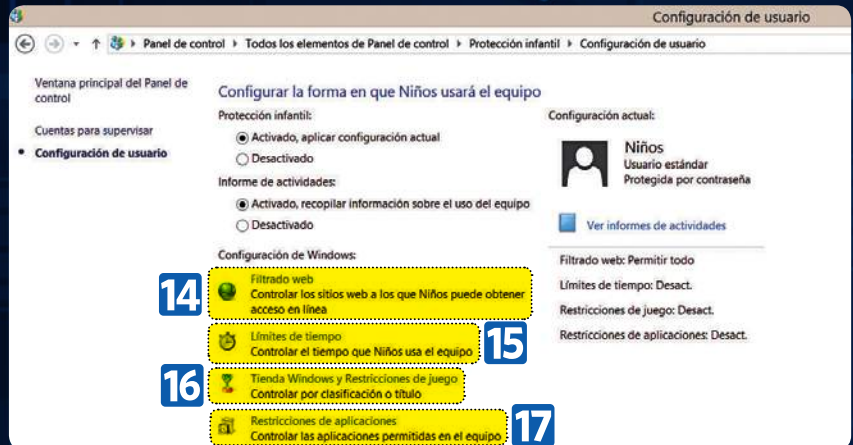 Configuración de usuario
Panel de control Todos los elementos de Panel de control Protección infantil Configuración de usuario
Ventana principal del Panel de
control
Cuentas para supervisar
Configuración de usuario
Configurar la forma en que Niños usará el equipo
Protección infantil:
Activado, aplicar configuración actual
Desactivado
Informe de actividades:
Activado, recopilar información sobre el uso del equipo
Desactivado
Configuración de Windows:
14
Filtrado web
Controlar los sitios web a los que Niños puede obtener
acceso en línea
Límites de tiempo
Controlar el tiempo que Niños usa el equipo
15
16
Tienda Windows y Restricciones de juego
Controlar por clasificación o título
Restricciones de aplicaciones
Controlar las aplicaciones permitidas en el equipo
17
Configuración actual:
Niños
Usuario estándar
Protegida por contraseña
Ver informes de actividades
Filtrado web: Permitir todo
Límites de tiempo: Desact.
Restricciones de juego: Desact.
Restricciones de aplicaciones: Desact.